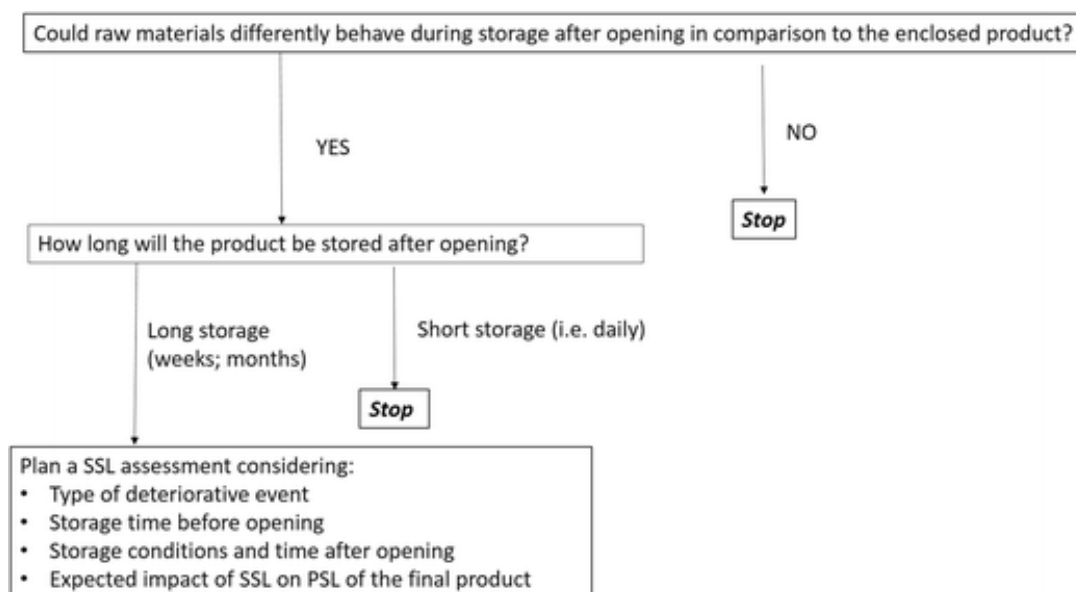 Could raw materials differently behave during storage after opening in comparison to the enclosed product?
YES
NO
Stop
How long will the product be stored after opening?
Long storage
(weeks; months)
Short storage (i.e. daily)
Stop
Plan a SSL assessment considering:
• Type of deteriorative event
• Storage time before opening
• Storage conditions and time after opening
• Expected impact of SSL on PSL of the final product